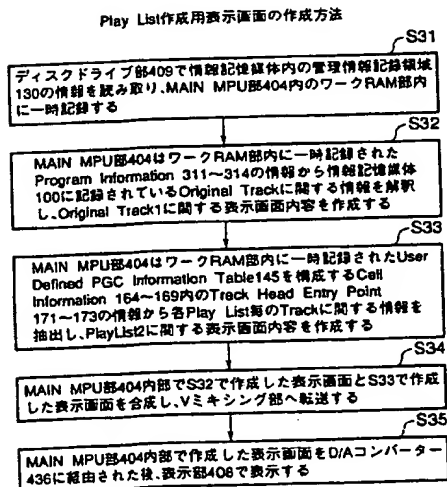 Play List作成用表示画面の作成方法
S31
ディスクドライブ部409で情報記憶媒体内の管理情報記録領域
130の情報を読み取り、MAIN MPU部404内のワークRAM部内
に一時記録する
S32
MAIN MPU部404はワークRAM部内に一時記録された
Program Information 311～314の情報から情報記憶媒体
100に記録されているOriginal Trackに関する情報を解釈
し、Original Track1に関する表示画面内容を作成する
S33
MAIN MPU部404はワークRAM部内に一時記録されたUser
Defined PGC Information Table145を構成するCell
Information 164～169内のTrack Head Entry Point
171～173の情報から各Play List毎のTrackに関する情報を
抽出し、PlayList2に関する表示画面内容を作成する
S34
MAIN MPU部404内部でS32で作成した表示画面とS33で作成
した表示画面を合成し、Vミキシング部へ転送する
S35
MAIN MPU部404内部で作成した表示画面をD/Aコンバーター
436に経由された後、表示部408で表示する